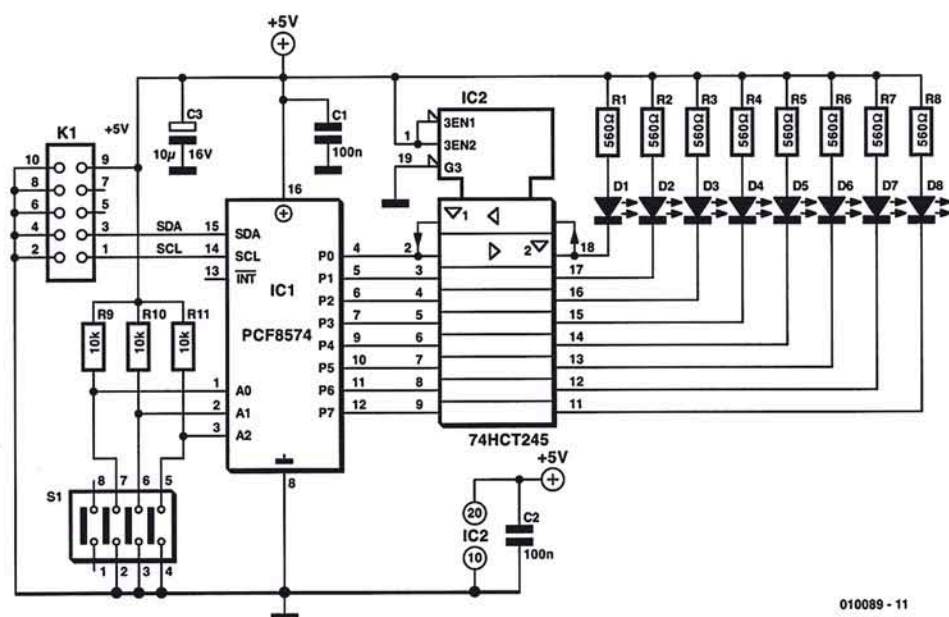 +5V
K1
+5V
10
9
8
7
6
5
4
3
2
1
C3
10µ
16V
C1
100n
IC2
1
3EN1
3EN2
19
G3
R1
R2
R3
R4
R5
R6
R7
R8
560Ω
560Ω
560Ω
560Ω
560Ω
560Ω
560Ω
560Ω
D1
D2
D3
D4
D5
D6
D7
D8
SDA
SCL
16
15
SDA
14
SCL
13
INT
IC1
PCF8574
P0
4
P1
5
P2
6
P3
7
P4
9
P5
10
P6
11
P7
12
1
A0
2
A1
3
A2
8
1
2
2
18
3
17
4
16
5
15
6
14
7
13
8
12
9
11
74HCT245
R9
R10
R11
10k
10k
10k
S1
8
7
6
5
1
2
3
4
+5V
20
IC2
10
C2
100n
010089 - 11